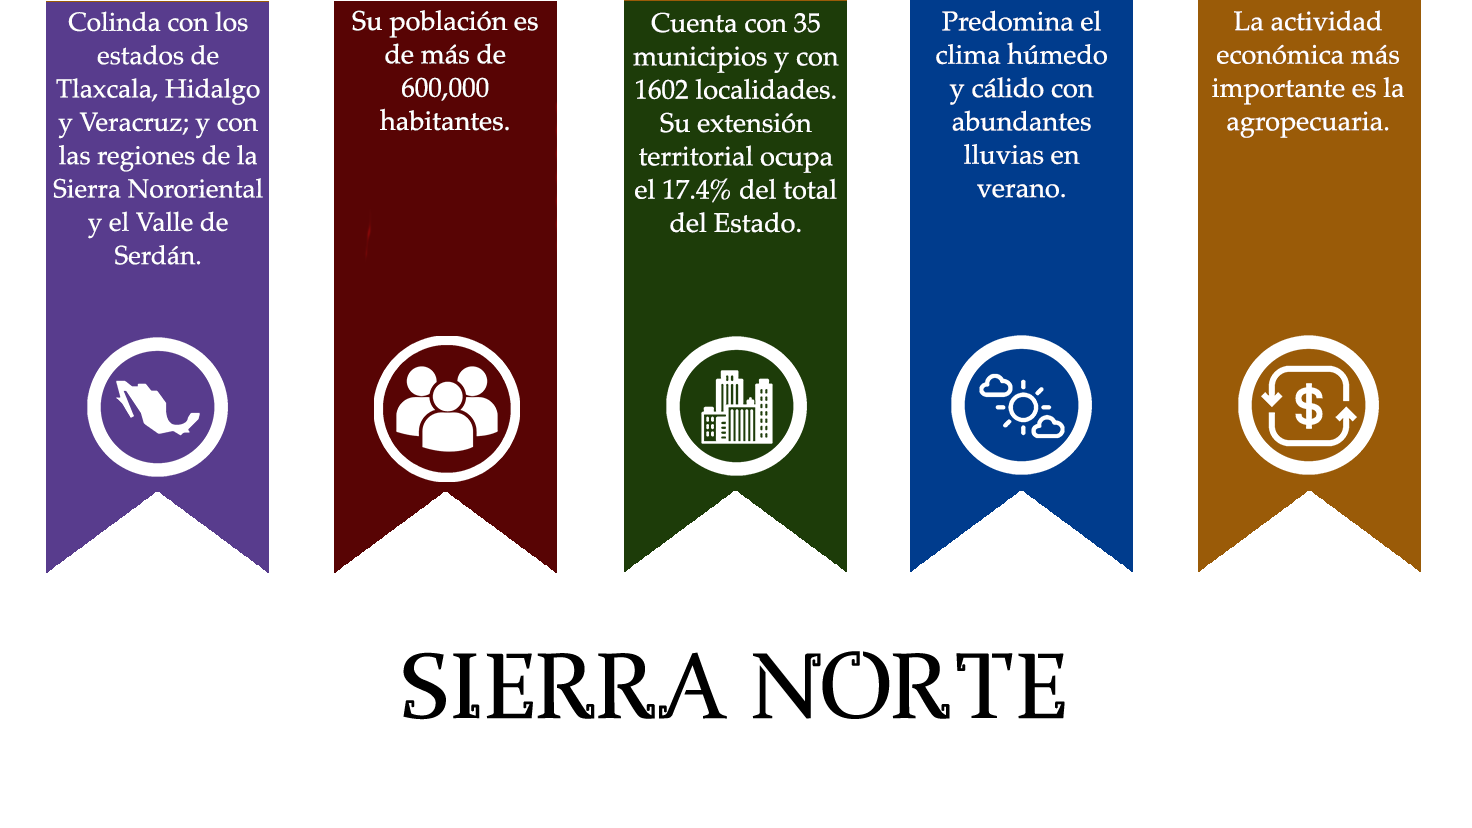 Colinda con los
estados de
Tlaxcala, Hidalgo
y Veracruz; y con
las regiones de la
Sierra Nororiental
y el Valle de
Serdán.
Su población es
de más de
600,000
habitantes.
Cuenta con 35
municipios y con
1602 localidades.
Su extensión
territorial ocupa
el 17.4% del total
del Estado.
Predomina el
clima húmedo
y cálido con
abundantes
lluvias en
verano.
La actividad
económica más
importante es la
agropecuaria.
$
SIERRA NORTE